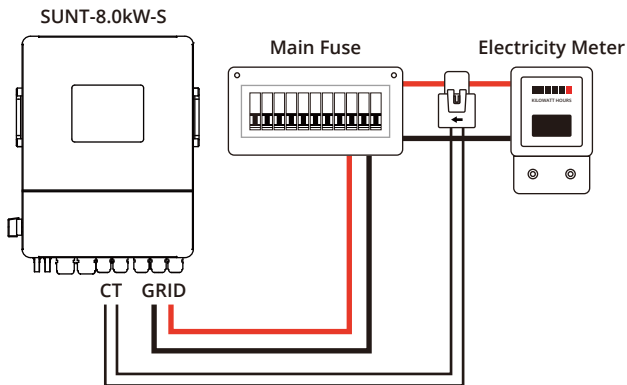 SUNT-8.0kW-S
Main Fuse
Electricity Meter
KILOWATT HOURS
CT
GRID